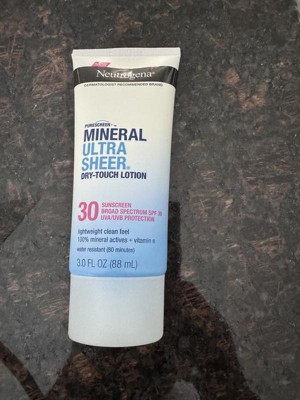 Neutrogena®
DERMATOLOGIST RECOMMENDED BRAND
PURESCREEN+™
MINERAL
ULTRA
SHEER®
DRY-TOUCH LOTION
30
SUNSCREEN
BROAD SPECTRUM SPF 30
UVA/UVB PROTECTION
lightweight clean feel
100% mineral actives + vitamin e
water resistant (80 minutes)
3.0 FL OZ (88 mL)